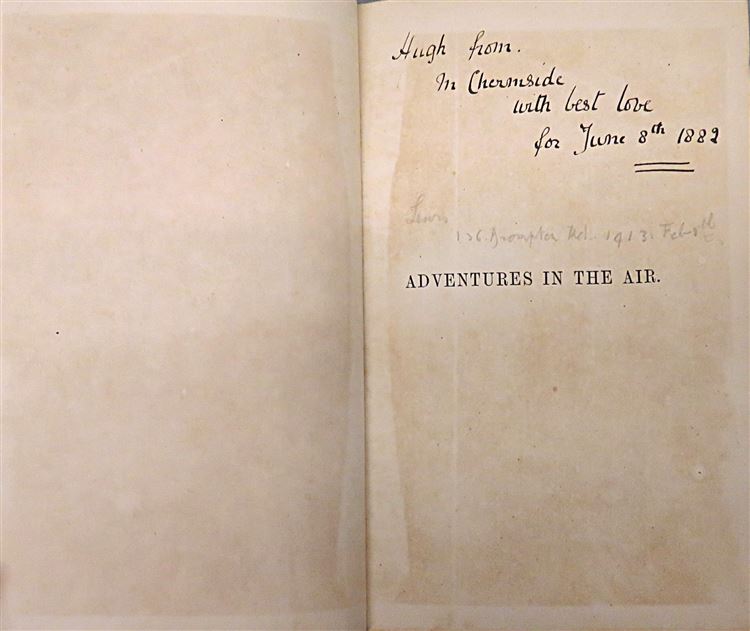 Hugh from.
M Chermside
with best love
for June 8th 1882
Lewis
136. Brompton Rd. 1913. Feb
ADVENTURES IN THE AIR.